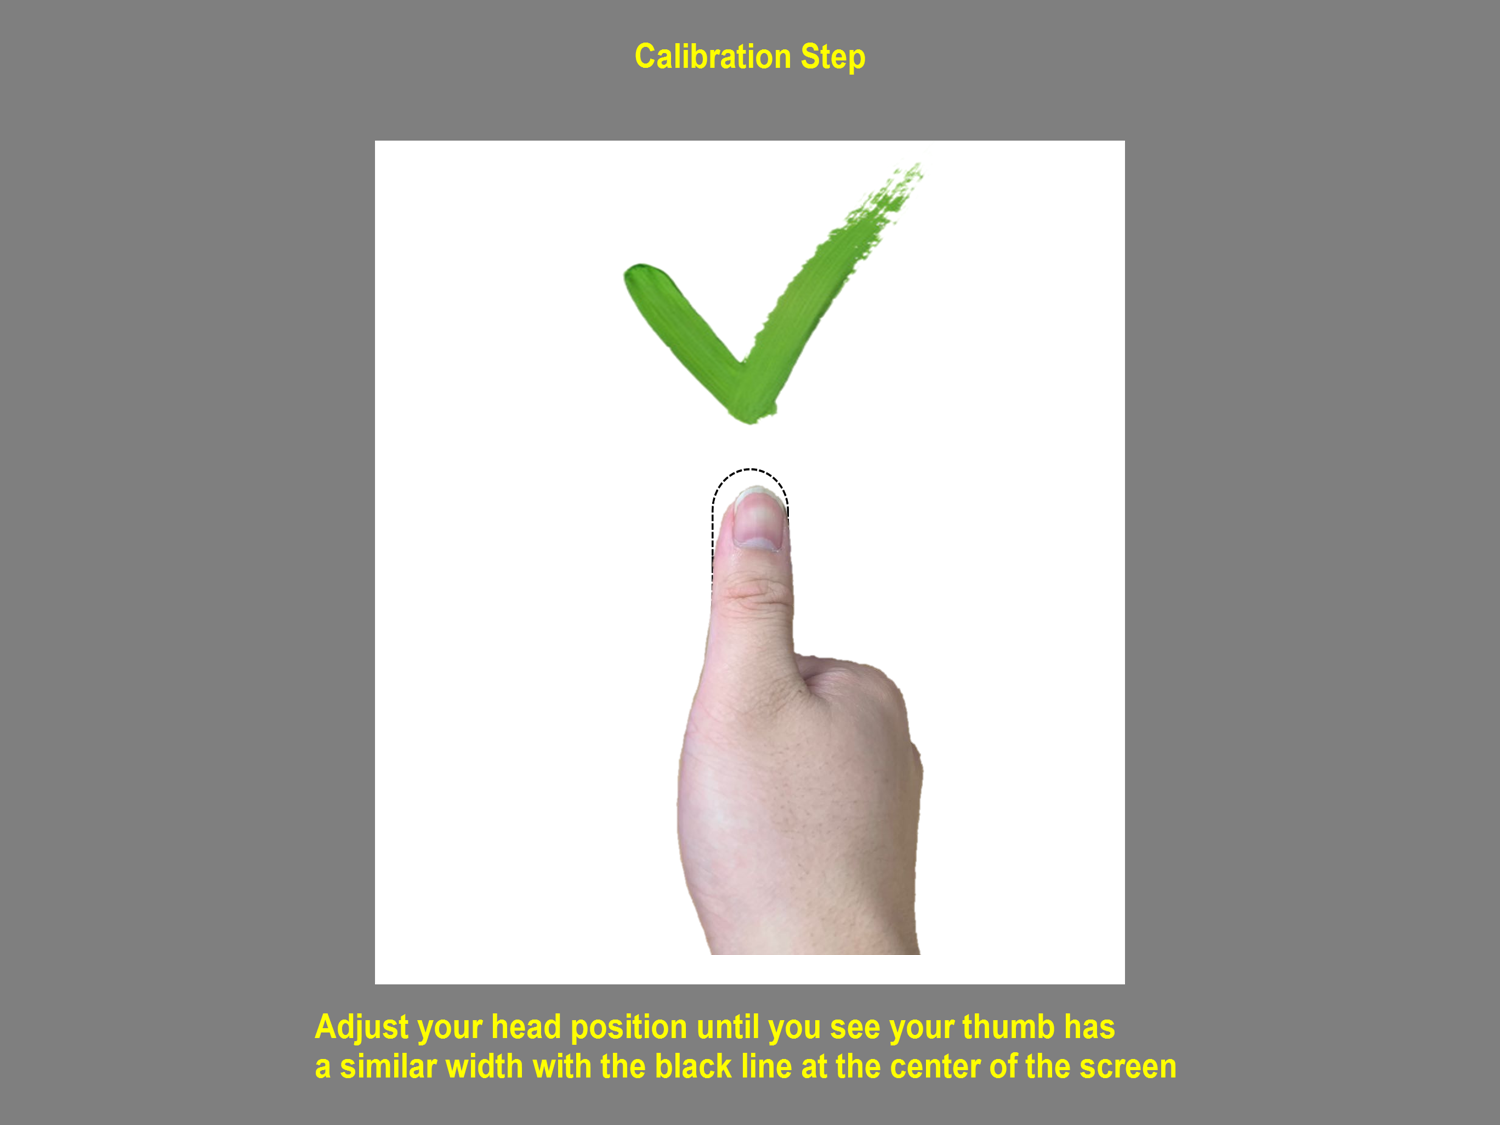 Calibration Step
Adjust your head position until you see your thumb has
a similar width with the black line at the center of the screen